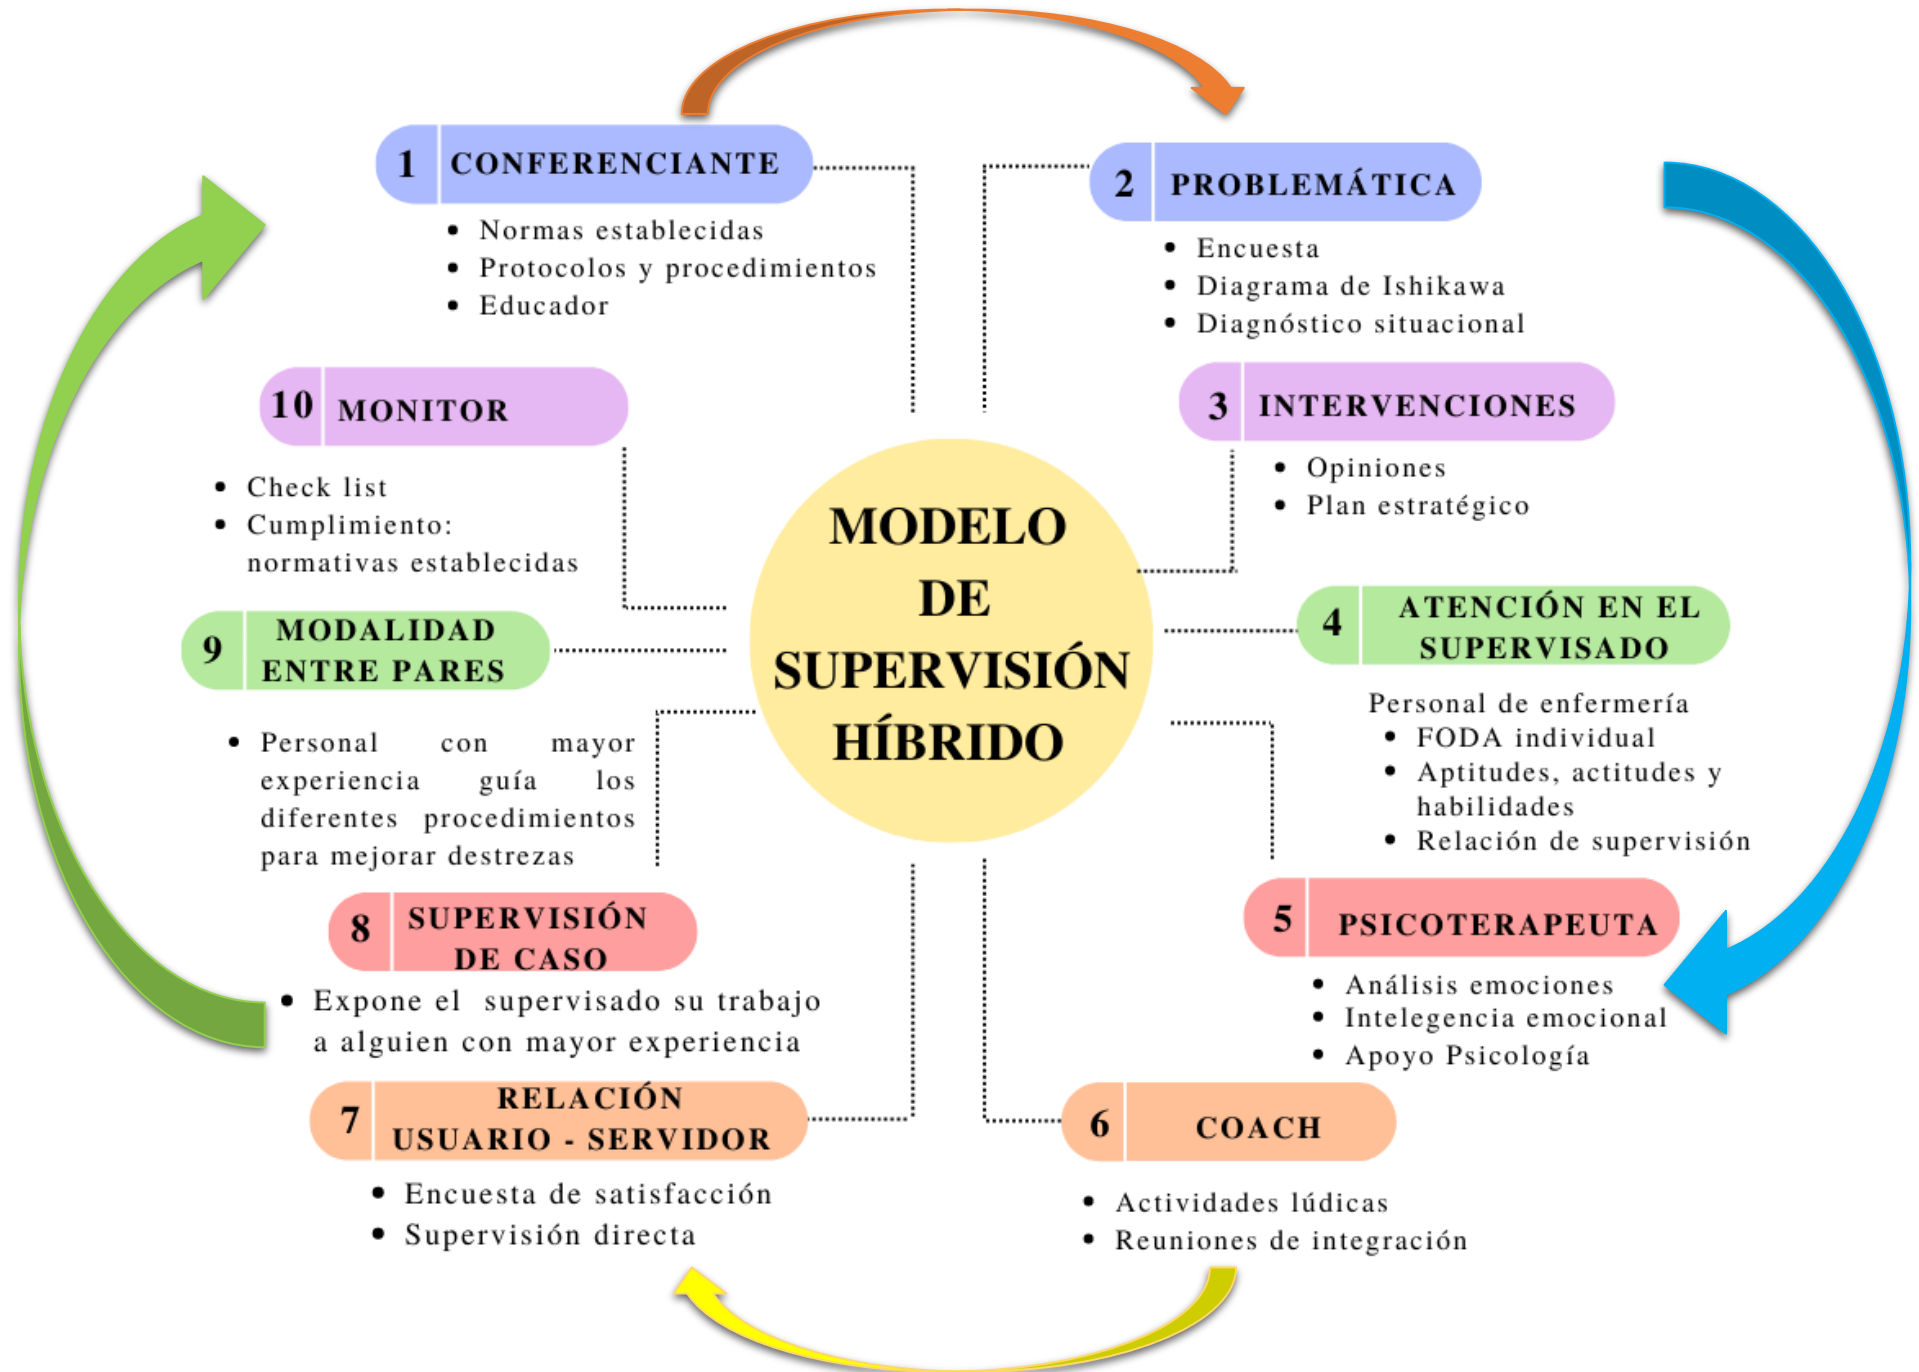 1 CONFERENCIANTE
• Normas establecidas
• Protocolos y procedimientos
• Educador
2 PROBLEMÁTICA
• Encuesta
• Diagrama de Ishikawa
• Diagnóstico situacional
3 INTERVENCIONES
• Opiniones
• Plan estratégico
4 ATENCIÓN EN EL
SUPERVISADO
Personal de enfermería
• FODA individual
• Aptitudes, actitudes y
habilidades
• Relación de supervisión
5 PSICOTERAPEUTA
• Análisis emociones
• Intelegencia emocional
• Apoyo Psicología
6 COACH
• Actividades lúdicas
• Reuniones de integración
7 RELACIÓN
USUARIO - SERVIDOR
• Encuesta de satisfacción
• Supervisión directa
8 SUPERVISIÓN
DE CASO
• Expone el supervisado su trabajo
a alguien con mayor experiencia
9 MODALIDAD
ENTRE PARES
• Personal con mayor
experiencia guía los
diferentes procedimientos
para mejorar destrezas
10 MONITOR
• Check list
• Cumplimiento:
normativas establecidas
MODELO
DE
SUPERVISIÓN
HÍBRIDO